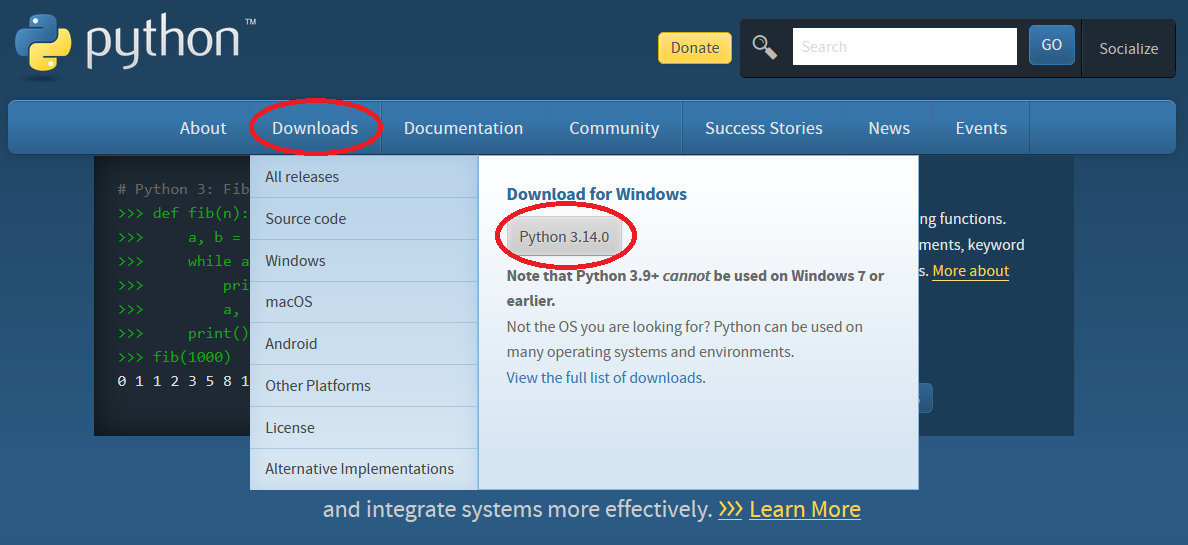 python™
Donate
Search
GO
Socialize
About
Downloads
Documentation
Community
Success Stories
News
Events
# Python 3: Fib
>>> def fib(n):
>>>     a, b =
>>>     while a
>>>         pri
>>>         a,
>>>     print()
>>> fib(1000)
0 1 1 2 3 5 8 1
All releases
Source code
Windows
macOS
Android
Other Platforms
License
Alternative Implementations
Download for Windows
Python 3.14.0
Note that Python 3.9+ cannot be used on Windows 7 or
earlier.
Not the OS you are looking for? Python can be used on
many operating systems and environments.
View the full list of downloads.
ng functions.
ments, keyword
s. More about
and integrate systems more effectively. >>> Learn More